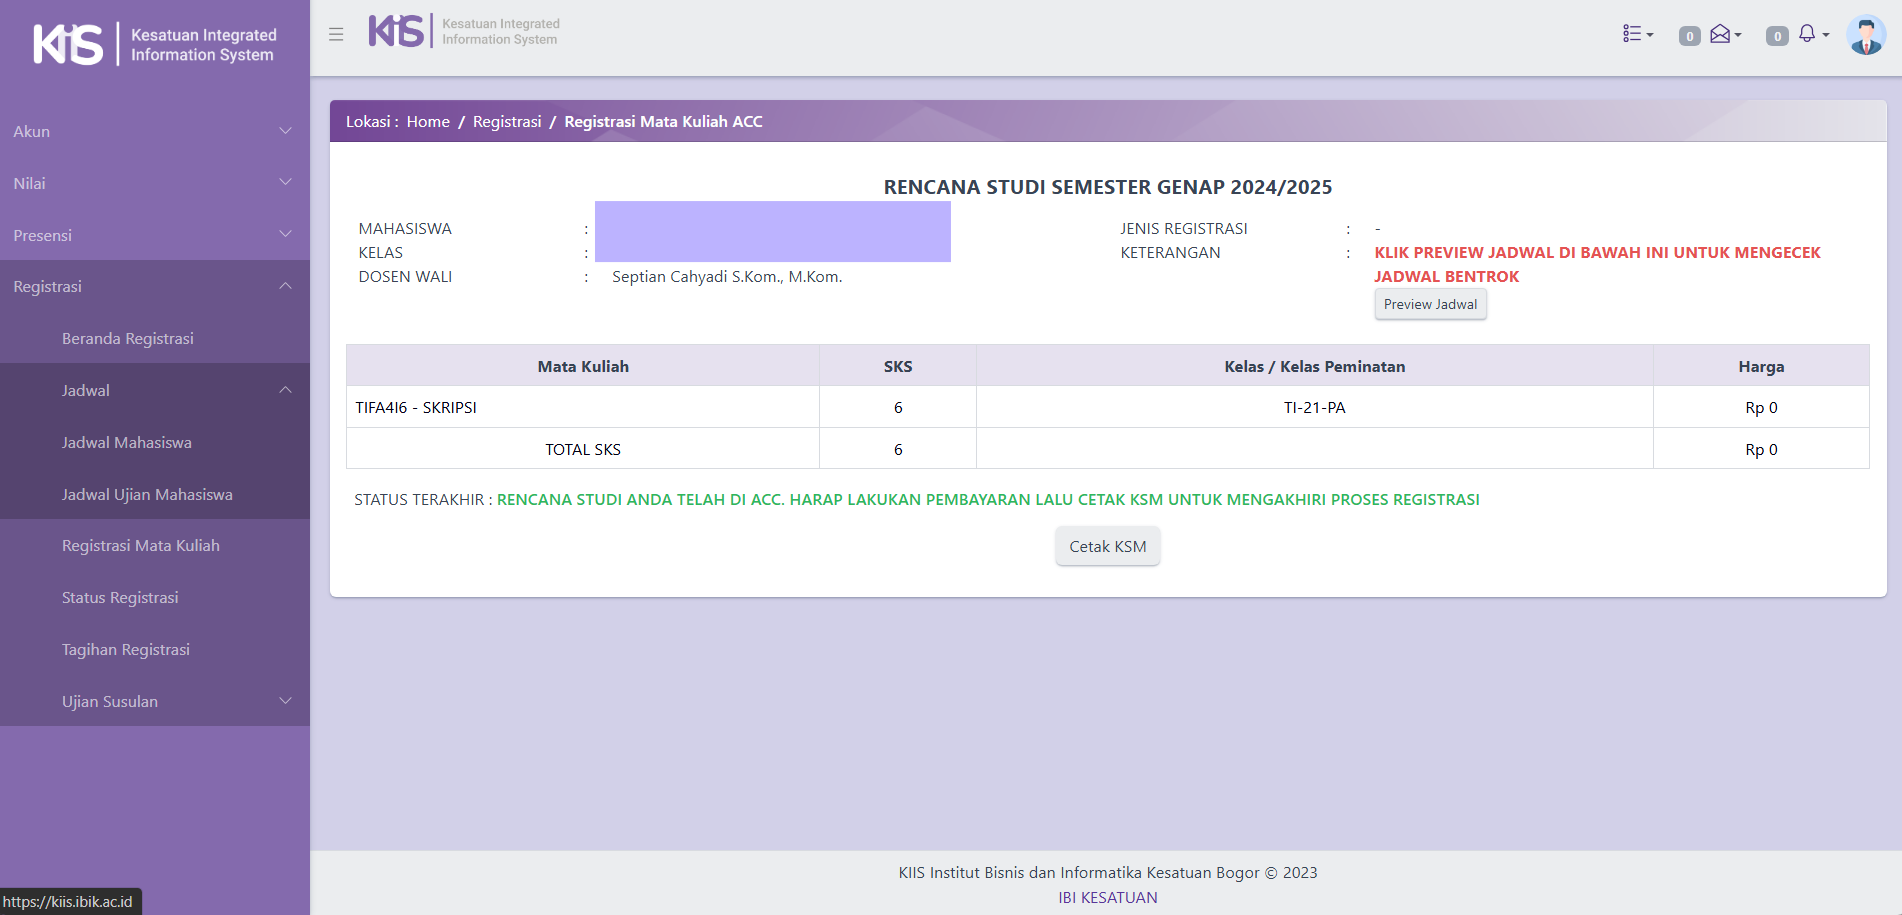 KIS | Kesatuan Integrated
Information System
Akun
Nilai
Presensi
Registrasi
Beranda Registrasi
Jadwal
Jadwal Mahasiswa
Jadwal Ujian Mahasiswa
Registrasi Mata Kuliah
Status Registrasi
Tagihan Registrasi
Ujian Susulan
https://kiis.ibik.ac.id
KIS | Kesatuan Integrated
Information System
0 0
Lokasi : Home / Registrasi / Registrasi Mata Kuliah ACC
RENCANA STUDI SEMESTER GENAP 2024/2025
MAHASISWA :
KELAS :
DOSEN WALI : Septian Cahyadi S.Kom., M.Kom.
JENIS REGISTRASI : -
KETERANGAN : KLIK PREVIEW JADWAL DI BAWAH INI UNTUK MENGECEK
JADWAL BENTROK
Preview Jadwal
Mata Kuliah SKS Kelas / Kelas Peminatan Harga
TIFA4I6 - SKRIPSI 6 TI-21-PA Rp 0
TOTAL SKS 6 Rp 0
STATUS TERAKHIR : RENCANA STUDI ANDA TELAH DI ACC. HARAP LAKUKAN PEMBAYARAN LALU CETAK KSM UNTUK MENGAKHIRI PROSES REGISTRASI
Cetak KSM
KIIS Institut Bisnis dan Informatika Kesatuan Bogor © 2023
IBI KESATUAN